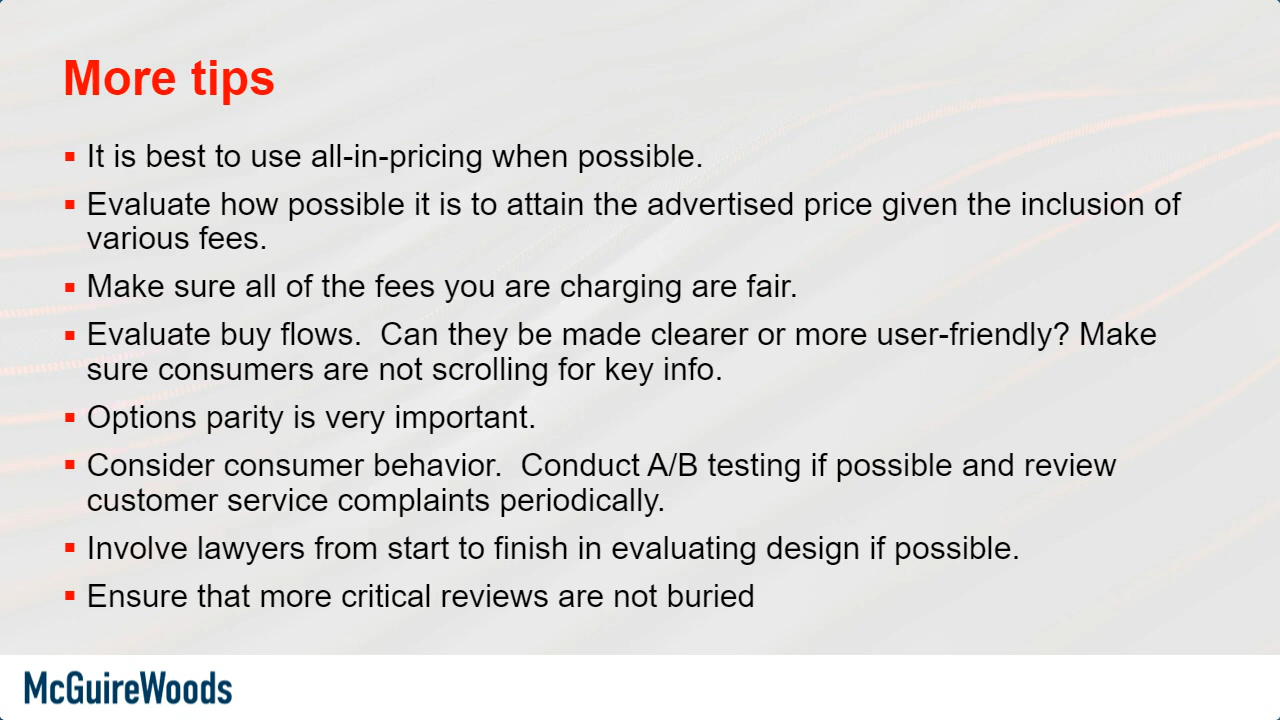 More tips
▪ It is best to use all-in-pricing when possible.
▪ Evaluate how possible it is to attain the advertised price given the inclusion of
various fees.
▪ Make sure all of the fees you are charging are fair.
▪ Evaluate buy flows.  Can they be made clearer or more user-friendly? Make
sure consumers are not scrolling for key info.
▪ Options parity is very important.
▪ Consider consumer behavior.  Conduct A/B testing if possible and review
customer service complaints periodically.
▪ Involve lawyers from start to finish in evaluating design if possible.
▪ Ensure that more critical reviews are not buried
McGuireWoods